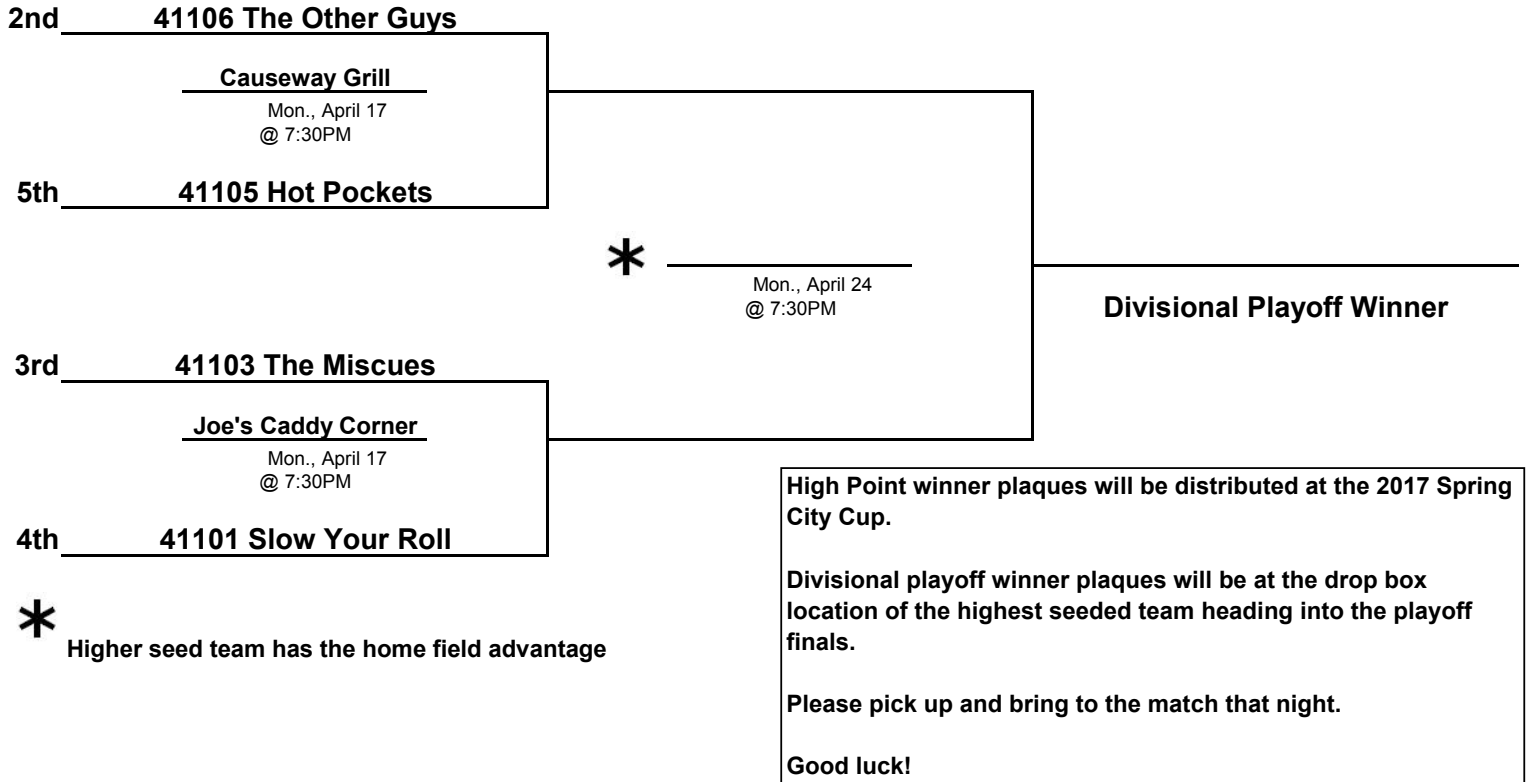 2nd 41106 The Other Guys
Causeway Grill
Mon., April 17
@ 7:30PM
5th 41105 Hot Pockets
*
Mon., April 24
@ 7:30PM
Divisional Playoff Winner
3rd 41103 The Miscues
Joe's Caddy Corner
Mon., April 17
@ 7:30PM
4th 41101 Slow Your Roll
*
Higher seed team has the home field advantage
High Point winner plaques will be distributed at the 2017 Spring
City Cup.
Divisional playoff winner plaques will be at the drop box
location of the highest seeded team heading into the playoff
finals.
Please pick up and bring to the match that night.
Good luck!